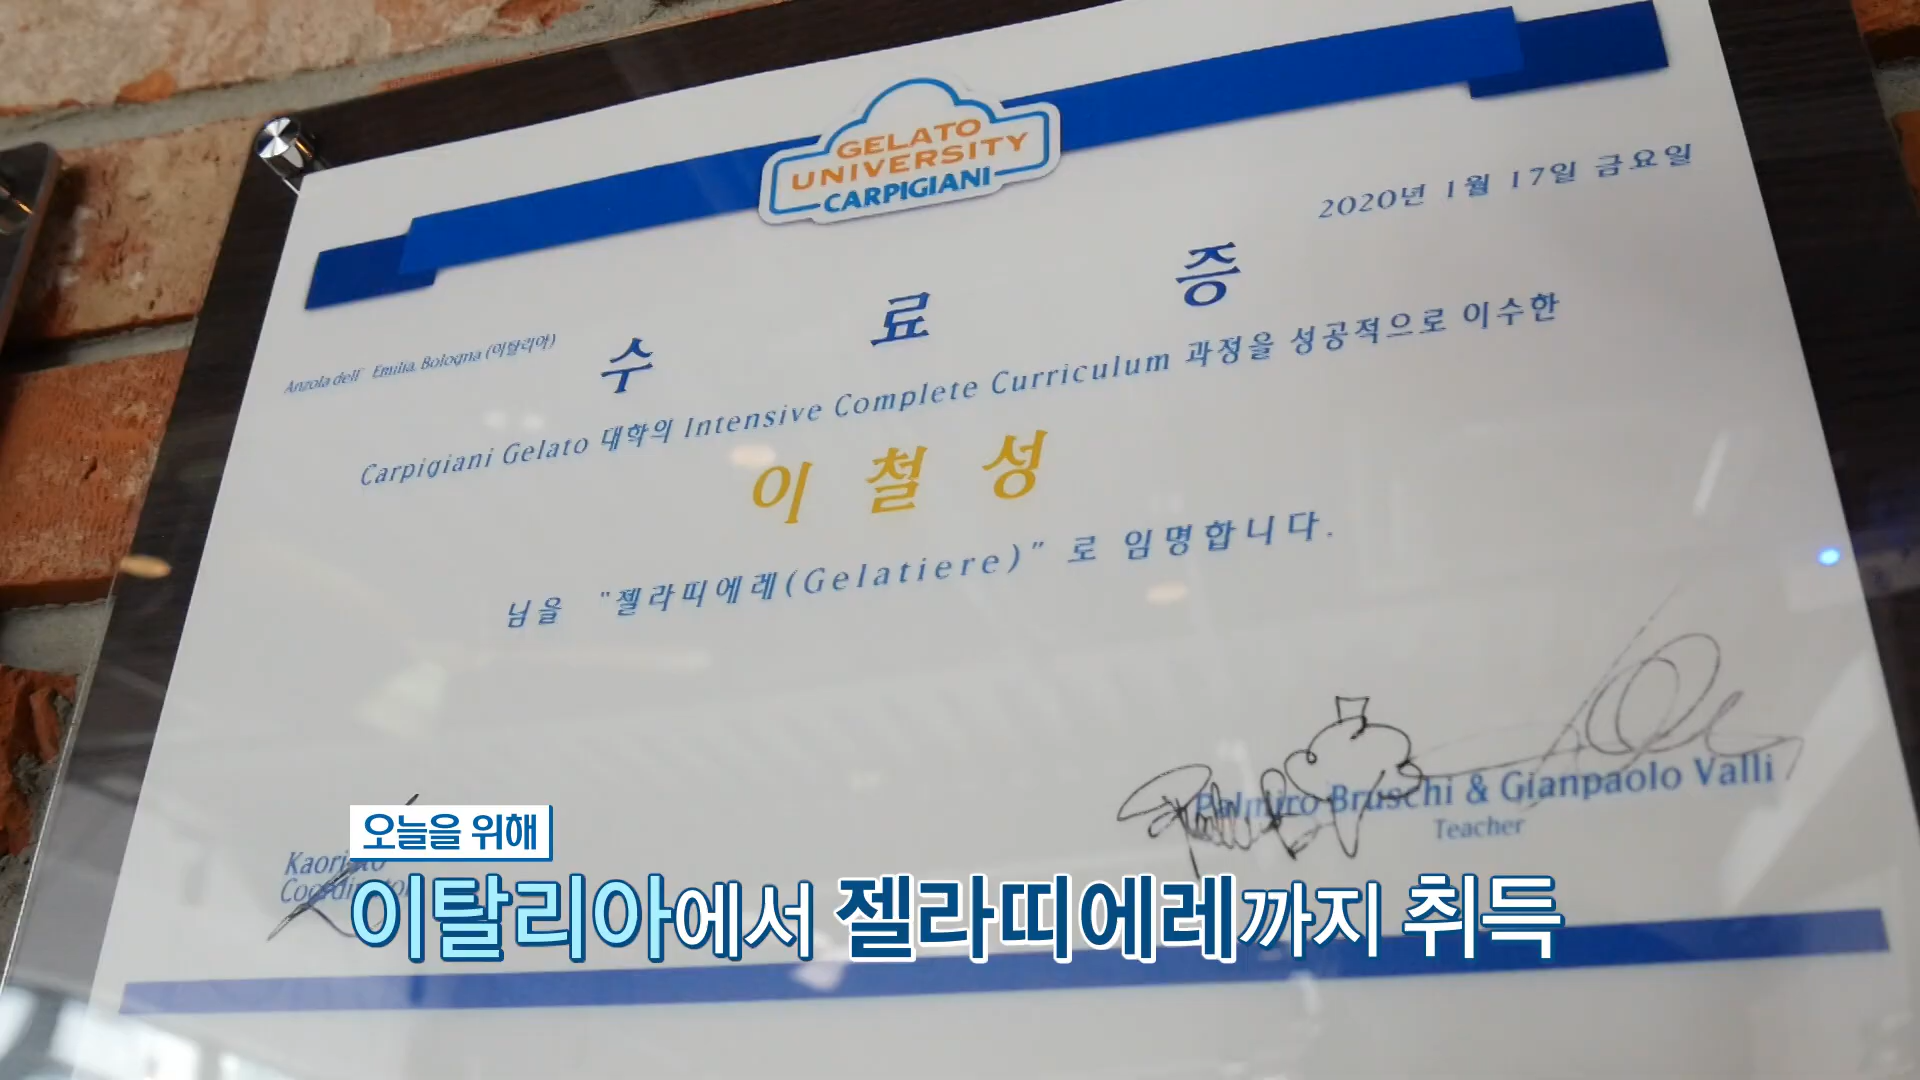 GELATO
UNIVERSITY
CARPIGIANI
2020년 1월 17일 금요일
수 료 증
Anzola dell' Emilia, Bologna (이탈리아)
Carpigiani Gelato 대학의 Intensive Complete Curriculum 과정을 성공적으로 이수한
이 철 성
님을 "젤라띠에레(Gelatiere)" 로 임명합니다.
Palmiro Bruschi & Gianpaolo Valli
Teacher
오늘을 위해
이탈리아에서 젤라띠에레까지 취득